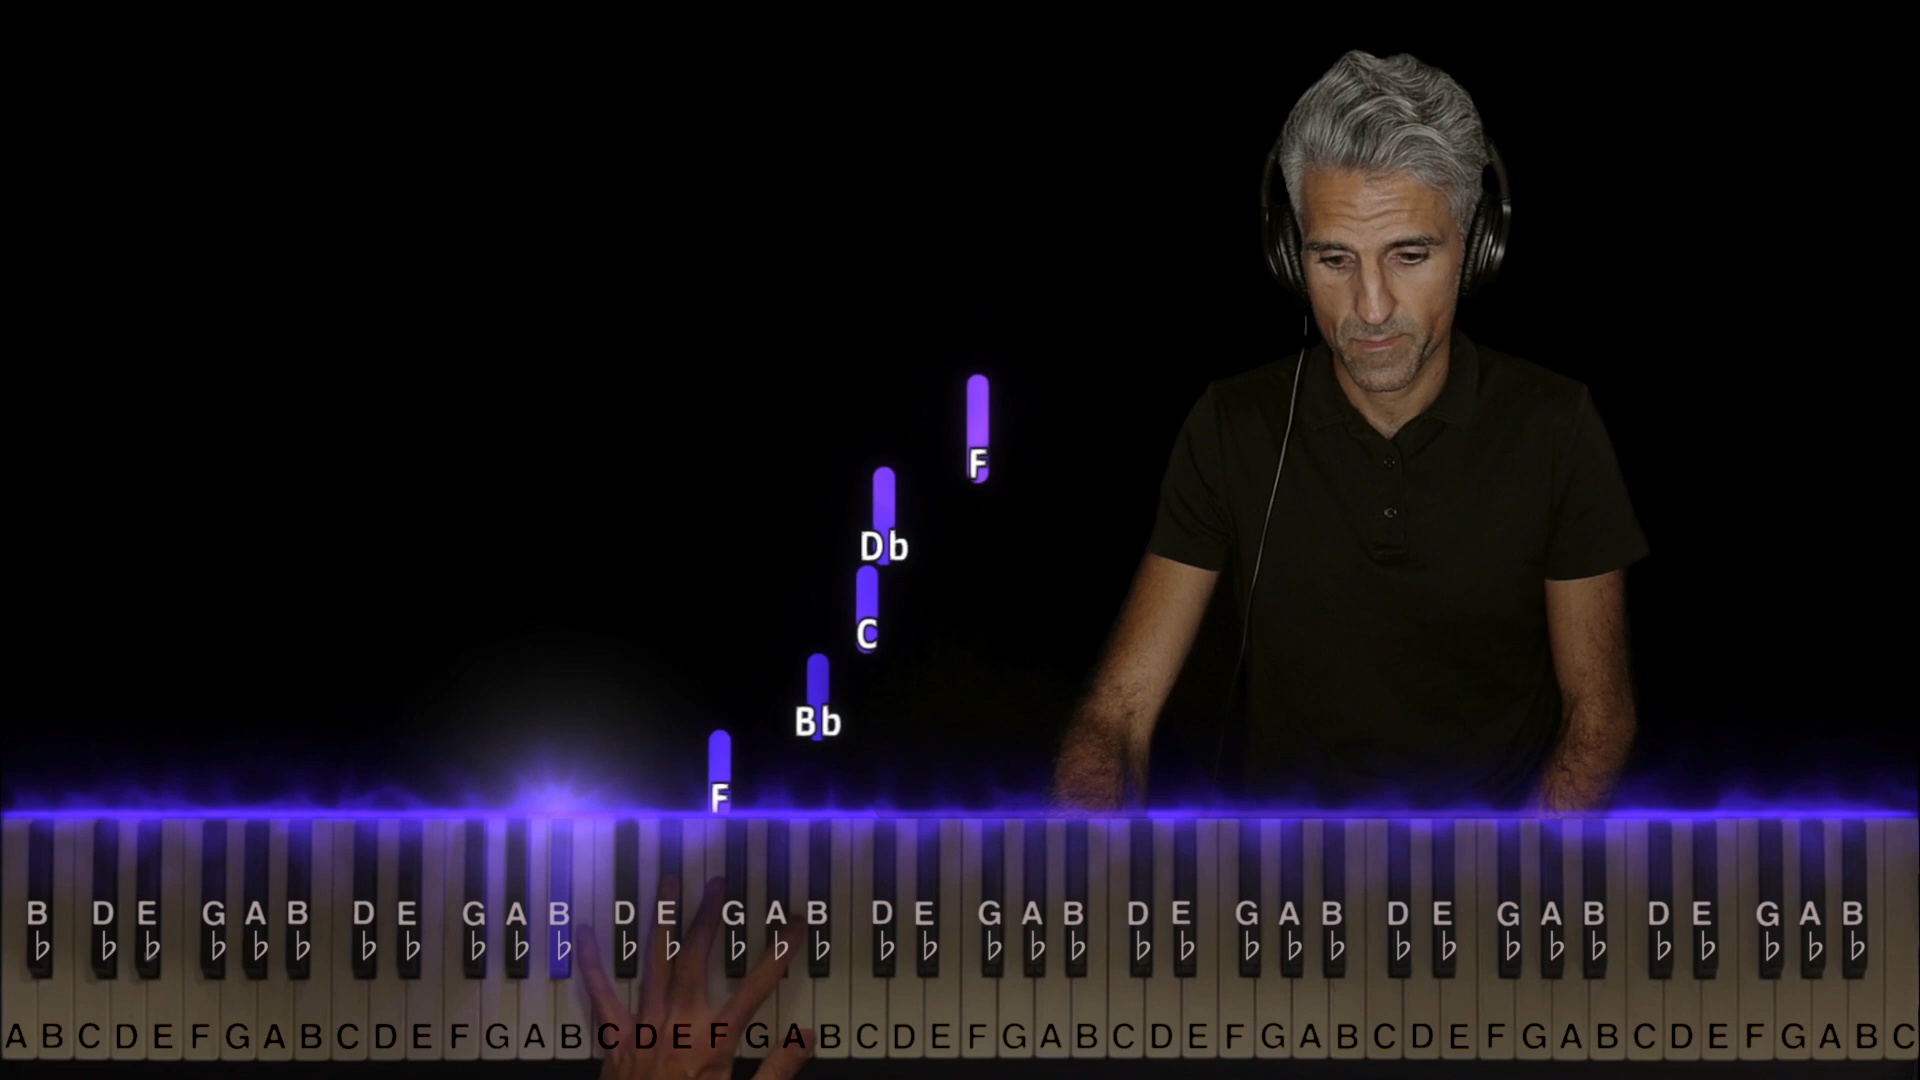 F
Db
C
Bb
F
B D E G A B D E G A B D E G A B D E G A B D E G A B D E G A B D E G A B
♭ ♭ ♭ ♭ ♭ ♭ ♭ ♭ ♭ ♭ ♭ ♭ ♭ ♭ ♭ ♭ ♭ ♭ ♭ ♭ ♭ ♭ ♭ ♭ ♭ ♭ ♭ ♭ ♭ ♭ ♭ ♭ ♭ ♭ ♭ ♭
A B C D E F G A B C D E F G A B C D E F G A B C D E F G A B C D E F G A B C D E F G A B C D E F G A B C